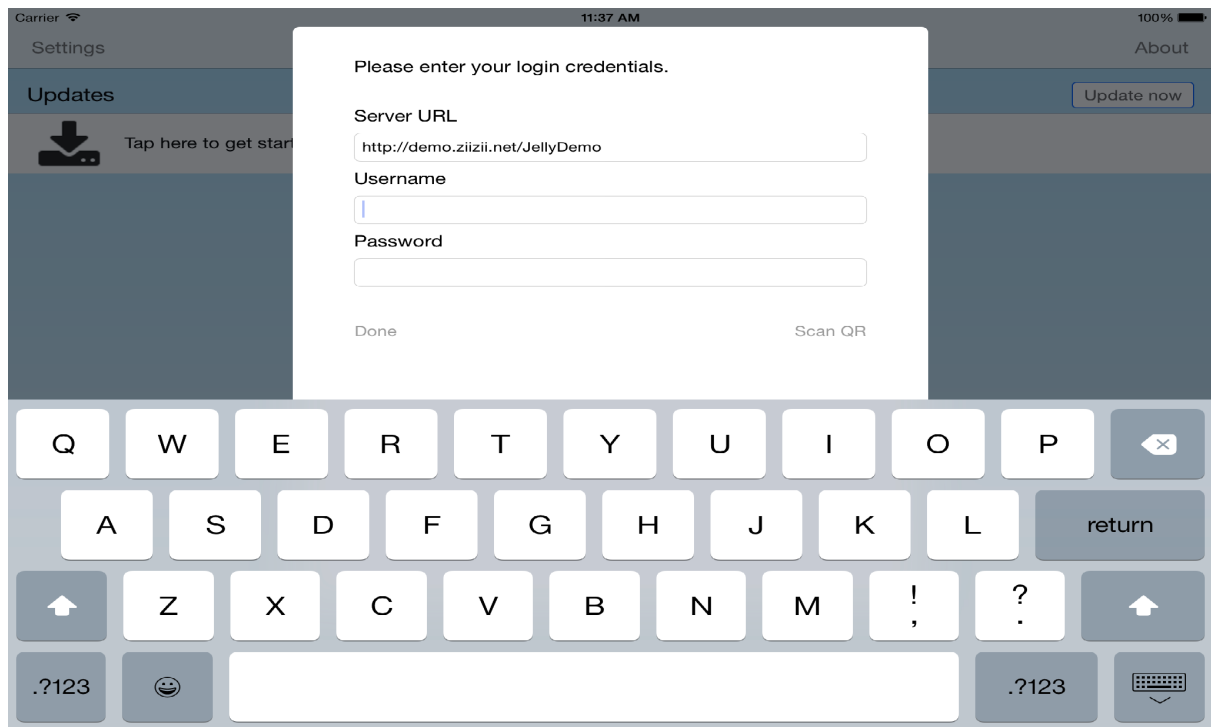 Carrier 11:37 AM 100%
Settings About
Please enter your login credentials.
Updates Update now
Server URL
Tap here to get start
http://demo.ziizii.net/JellyDemo
Username
Password
Done Scan QR
Q W E R T Y U I O P
A S D F G H J K L return
Z X C V B N M ! , ? .
.?123 .?123